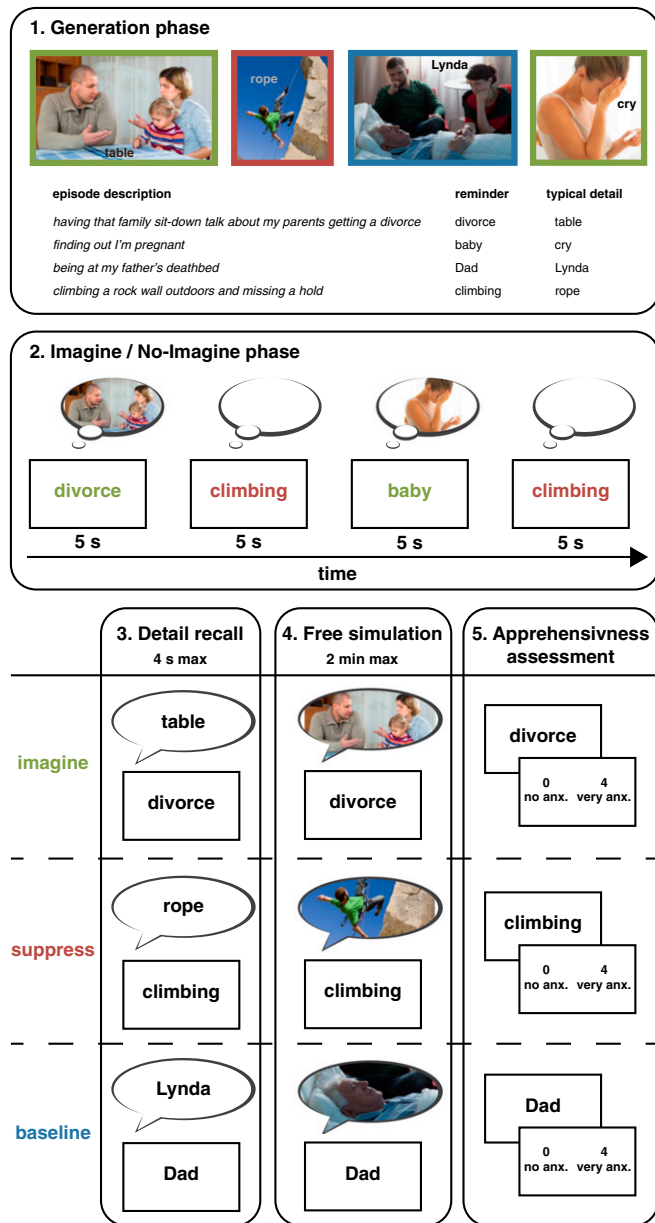 1. Generation phase
table
rope
Lynda
cry
episode description reminder typical detail
having that family sit-down talk about my parents getting a divorce divorce table
finding out I'm pregnant baby cry
being at my father's deathbed Dad Lynda
climbing a rock wall outdoors and missing a hold climbing rope
2. Imagine / No-Imagine phase
divorce climbing baby climbing
5 s 5 s 5 s 5 s
time
3. Detail recall
4 s max
4. Free simulation
2 min max
5. Apprehensivness
assessment
imagine
table
divorce
divorce
divorce
0 4
no anx. very anx.
suppress
rope
climbing
climbing
climbing
0 4
no anx. very anx.
baseline
Lynda
Dad
Dad
Dad
0 4
no anx. very anx.